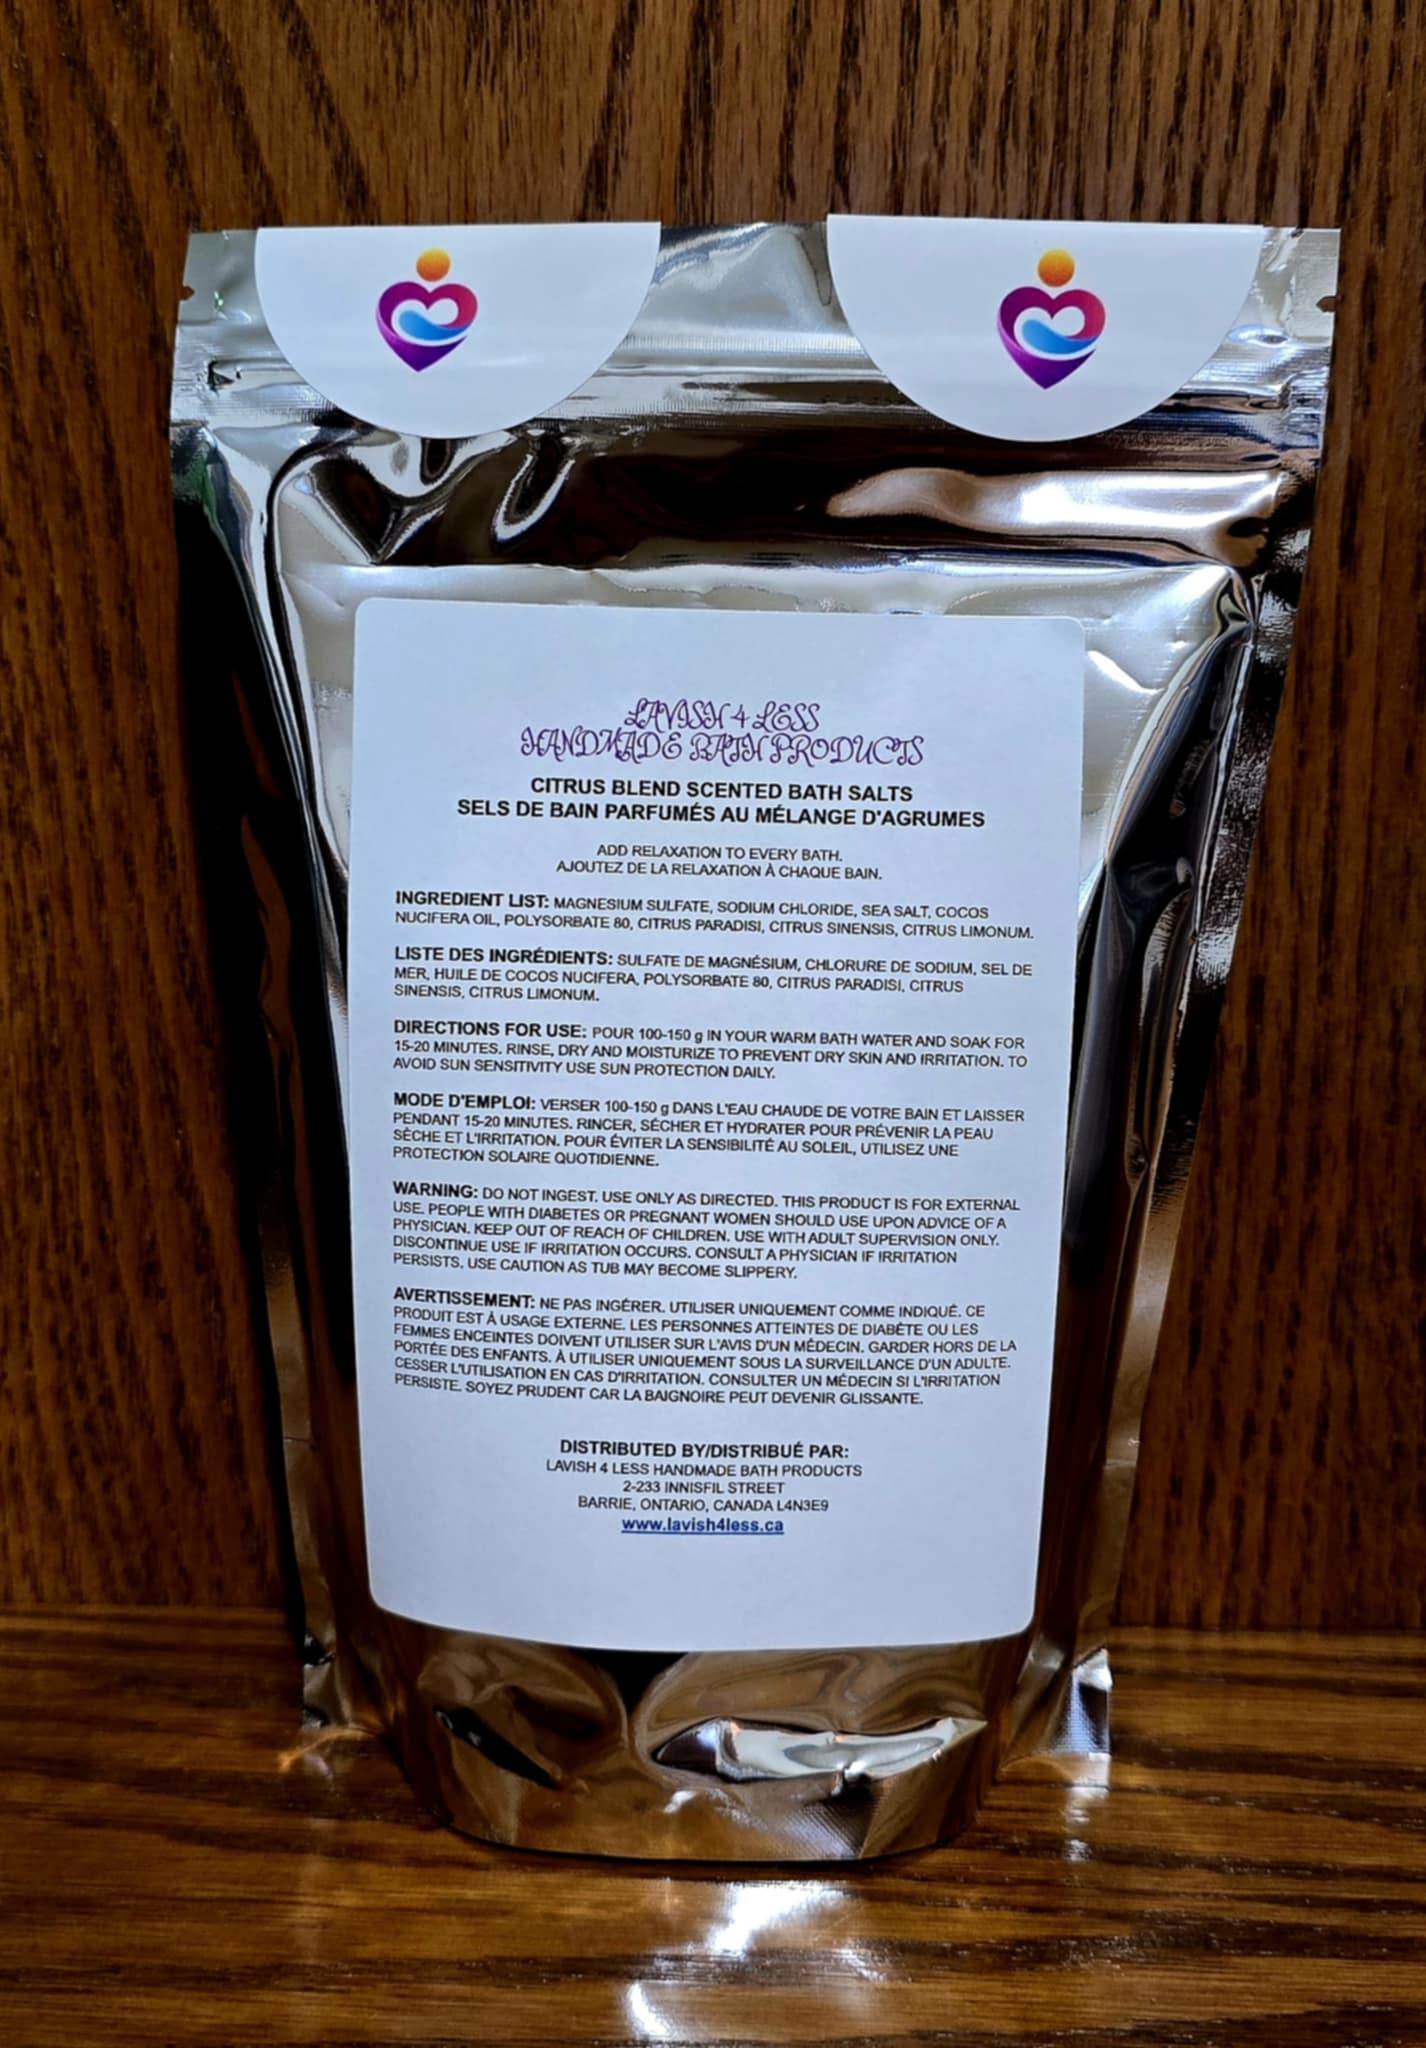 LAVISH 4 LESS
HANDMADE BATH PRODUCTS
CITRUS BLEND SCENTED BATH SALTS
SELS DE BAIN PARFUMÉS AU MÉLANGE D'AGRUMES
ADD RELAXATION TO EVERY BATH.
AJOUTEZ DE LA RELAXATION À CHAQUE BAIN.
INGREDIENT LIST: MAGNESIUM SULFATE, SODIUM CHLORIDE, SEA SALT, COCOS
NUCIFERA OIL, POLYSORBATE 80, CITRUS PARADISI, CITRUS SINENSIS, CITRUS LIMONUM.
LISTE DES INGRÉDIENTS: SULFATE DE MAGNÉSIUM, CHLORURE DE SODIUM, SEL DE
MER, HUILE DE COCOS NUCIFERA, POLYSORBATE 80, CITRUS PARADISI, CITRUS
SINENSIS, CITRUS LIMONUM.
DIRECTIONS FOR USE: POUR 100-150 g IN YOUR WARM BATH WATER AND SOAK FOR
15-20 MINUTES. RINSE, DRY AND MOISTURIZE TO PREVENT DRY SKIN AND IRRITATION. TO
AVOID SUN SENSITIVITY USE SUN PROTECTION DAILY.
MODE D'EMPLOI: VERSER 100-150 g DANS L'EAU CHAUDE DE VOTRE BAIN ET LAISSER
PENDANT 15-20 MINUTES. RINCER, SÉCHER ET HYDRATER POUR PRÉVENIR LA PEAU
SÈCHE ET L'IRRITATION. POUR ÉVITER LA SENSIBILITÉ AU SOLEIL, UTILISEZ UNE
PROTECTION SOLAIRE QUOTIDIENNE.
WARNING: DO NOT INGEST. USE ONLY AS DIRECTED. THIS PRODUCT IS FOR EXTERNAL
USE. PEOPLE WITH DIABETES OR PREGNANT WOMEN SHOULD USE UPON ADVICE OF A
PHYSICIAN. KEEP OUT OF REACH OF CHILDREN. USE WITH ADULT SUPERVISION ONLY.
DISCONTINUE USE IF IRRITATION OCCURS. CONSULT A PHYSICIAN IF IRRITATION
PERSISTS. USE CAUTION AS TUB MAY BECOME SLIPPERY.
AVERTISSEMENT: NE PAS INGÉRER. UTILISER UNIQUEMENT COMME INDIQUÉ. CE
PRODUIT EST À USAGE EXTERNE. LES PERSONNES ATTEINTES DE DIABÈTE OU LES
FEMMES ENCEINTES DOIVENT UTILISER SUR L'AVIS D'UN MÉDECIN. GARDER HORS DE LA
PORTÉE DES ENFANTS. À UTILISER UNIQUEMENT SOUS LA SURVEILLANCE D'UN ADULTE.
CESSER L'UTILISATION EN CAS D'IRRITATION. CONSULTER UN MÉDECIN SI L'IRRITATION
PERSISTE. SOYEZ PRUDENT CAR LA BAIGNOIRE PEUT DEVENIR GLISSANTE.
DISTRIBUTED BY/DISTRIBUÉ PAR:
LAVISH 4 LESS HANDMADE BATH PRODUCTS
2-233 INNISFIL STREET
BARRIE, ONTARIO, CANADA L4N3E9
www.lavish4less.ca